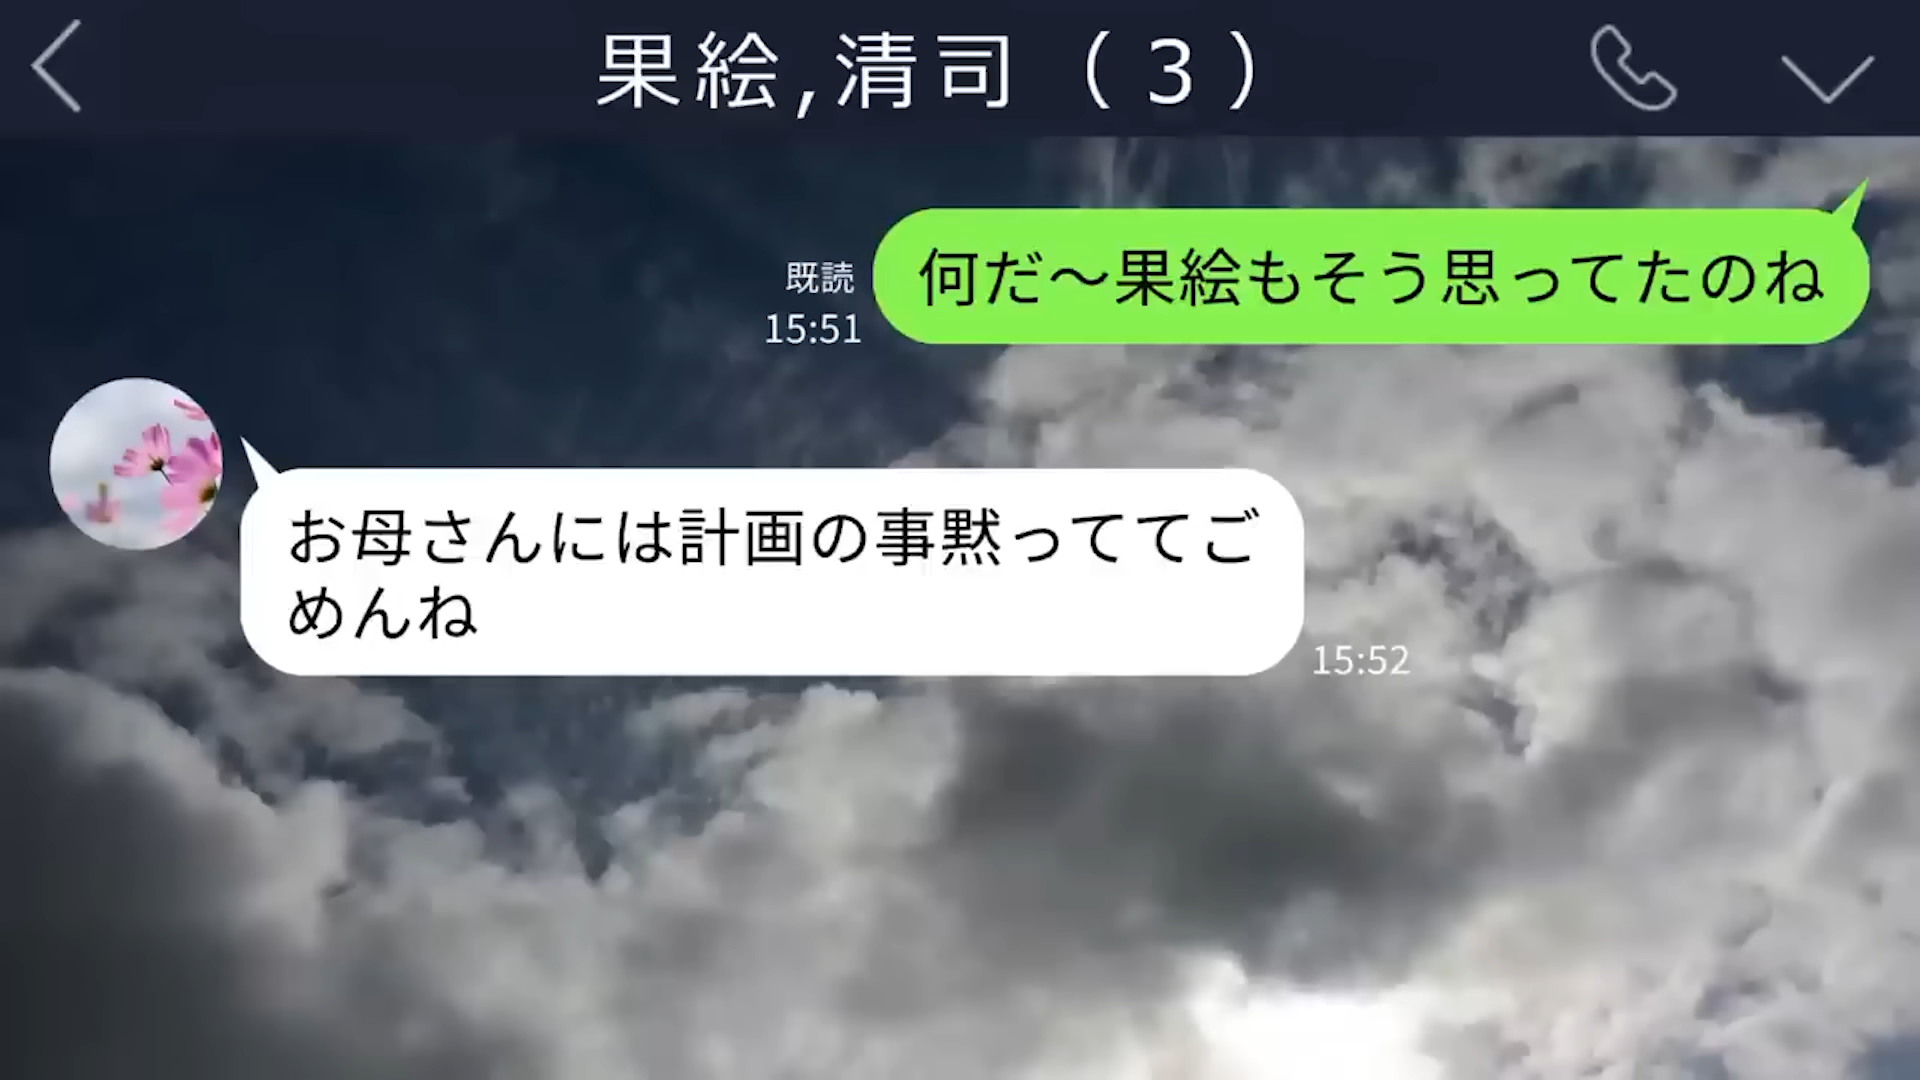 果絵,清司（3）
何だ～果絵もそう思ってたのね
既読
15:51
お母さんには計画の事黙っててご
めんね
15:52